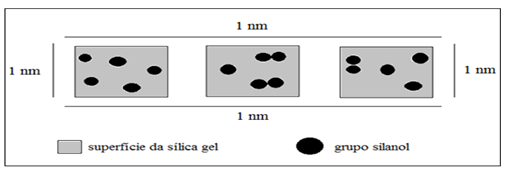 1 nm
1 nm
1 nm
1 nm
superfície da sílica gel
grupo silanol